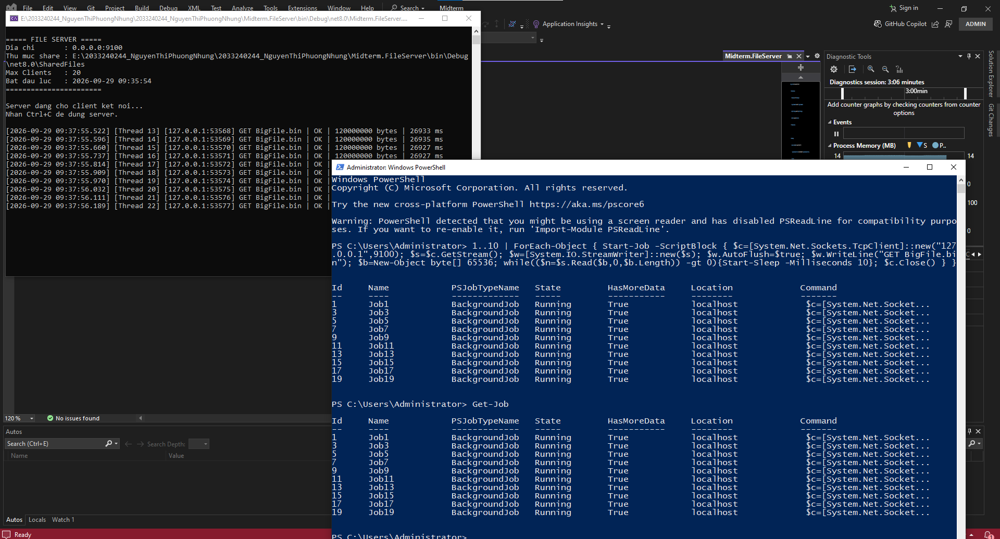 File Edit View Git Project Build Debug XML Test Analyze Tools Extensions Window Help Search Midterm Sign in
E:\2033240244_NguyenThiPhuongNhung\2033240244_NguyenThiPhuongNhung\Midterm.FileServer\bin\Debug\net8.0\Midterm.FileServer....
Application Insights
GitHub Copilot ADMIN
===== FILE SERVER =====
Dia chi : 0.0.0.0:9100
Thu muc share : E:\2033240244_NguyenThiPhuongNhung\2033240244_NguyenThiPhuongNhung\Midterm.FileServer\bin\Debug
\net8.0\SharedFiles
Max Clients : 20
Bat dau luc : 2026-09-29 09:35:54
=======================
Server dang cho client ket noi...
Nhan Ctrl+C de dung server.
[2026-09-29 09:37:55.522] [Thread 13] [127.0.0.1:53568] GET BigFile.bin | OK | 120000000 bytes | 26933 ms
[2026-09-29 09:37:55.596] [Thread 14] [127.0.0.1:53569] GET BigFile.bin | OK | 120000000 bytes | 26935 ms
[2026-09-29 09:37:55.660] [Thread 15] [127.0.0.1:53570] GET BigFile.bin | OK | 120000000 bytes | 26927 ms
[2026-09-29 09:37:55.737] [Thread 16] [127.0.0.1:53571] GET BigFile.bin | OK | 120000000 bytes | 26927 ms
[2026-09-29 09:37:55.814] [Thread 17] [127.0.0.1:53572] GET BigFile.bin | OK |
[2026-09-29 09:37:55.909] [Thread 18] [127.0.0.1:53573] GET BigFile.bin | OK |
[2026-09-29 09:37:55.970] [Thread 19] [127.0.0.1:53574] GET BigFile.bin | OK |
[2026-09-29 09:37:56.032] [Thread 20] [127.0.0.1:53575] GET BigFile.bin | OK |
[2026-09-29 09:37:56.111] [Thread 21] [127.0.0.1:53576] GET BigFile.bin | OK |
[2026-09-29 09:37:56.189] [Thread 22] [127.0.0.1:53577] GET BigFile.bin | OK |
Midterm.FileServer
Diagnostic Tools
Diagnostics session: 3:06 minutes
3:00min
Add counter graphs by checking counters from counter
options
Events
Process Memory (MB) S P..
14 14
0
100
0
Solution Explorer
Git Changes
Administrator: Windows PowerShell
Windows PowerShell
Copyright (C) Microsoft Corporation. All rights reserved.
Try the new cross-platform PowerShell https://aka.ms/pscore6
Warning: PowerShell detected that you might be using a screen reader and has disabled PSReadLine for compatibility purpo
ses. If you want to re-enable it, run 'Import-Module PSReadLine'.
PS C:\Users\Administrator> 1..10 | ForEach-Object { Start-Job -ScriptBlock { $c=[System.Net.Sockets.TcpClient]::new("127
.0.0.1",9100); $s=$c.GetStream(); $w=[System.IO.StreamWriter]::new($s); $w.AutoFlush=$true; $w.WriteLine("GET BigFile.bi
n"); $b=New-Object byte[] 65536; while(($n=$s.Read($b,0,$b.Length)) -gt 0){Start-Sleep -Milliseconds 10}; $c.Close() } }
Id Name PSJobTypeName State HasMoreData Location Command
-- ---- ------------- ----- ----------- -------- -------
1 Job1 BackgroundJob Running True localhost $c=[System.Net.Socket...
3 Job3 BackgroundJob Running True localhost $c=[System.Net.Socket...
5 Job5 BackgroundJob Running True localhost $c=[System.Net.Socket...
7 Job7 BackgroundJob Running True localhost $c=[System.Net.Socket...
9 Job9 BackgroundJob Running True localhost $c=[System.Net.Socket...
11 Job11 BackgroundJob Running True localhost $c=[System.Net.Socket...
13 Job13 BackgroundJob Running True localhost $c=[System.Net.Socket...
15 Job15 BackgroundJob Running True localhost $c=[System.Net.Socket...
17 Job17 BackgroundJob Running True localhost $c=[System.Net.Socket...
19 Job19 BackgroundJob Running True localhost $c=[System.Net.Socket...
PS C:\Users\Administrator> Get-Job
Id Name PSJobTypeName State HasMoreData Location Command
-- ---- ------------- ----- ----------- -------- -------
1 Job1 BackgroundJob Running True localhost $c=[System.Net.Socket...
3 Job3 BackgroundJob Running True localhost $c=[System.Net.Socket...
5 Job5 BackgroundJob Running True localhost $c=[System.Net.Socket...
7 Job7 BackgroundJob Running True localhost $c=[System.Net.Socket...
9 Job9 BackgroundJob Running True localhost $c=[System.Net.Socket...
11 Job11 BackgroundJob Running True localhost $c=[System.Net.Socket...
13 Job13 BackgroundJob Running True localhost $c=[System.Net.Socket...
15 Job15 BackgroundJob Running True localhost $c=[System.Net.Socket...
17 Job17 BackgroundJob Running True localhost $c=[System.Net.Socket...
19 Job19 BackgroundJob Running True localhost $c=[System.Net.Socket...
PS C:\Users\Administrator>
120 % No issues found
Autos
Search (Ctrl+E) Search Depth:
Name Value
Autos Locals Watch 1
Ready 1